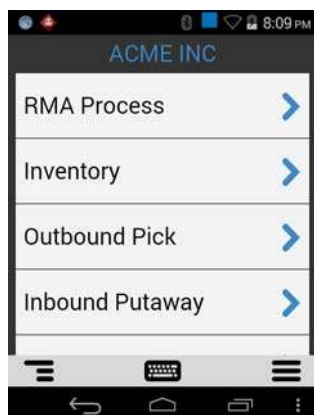 8:09 PM
ACME INC
RMA Process
Inventory
Outbound Pick
Inbound Putaway